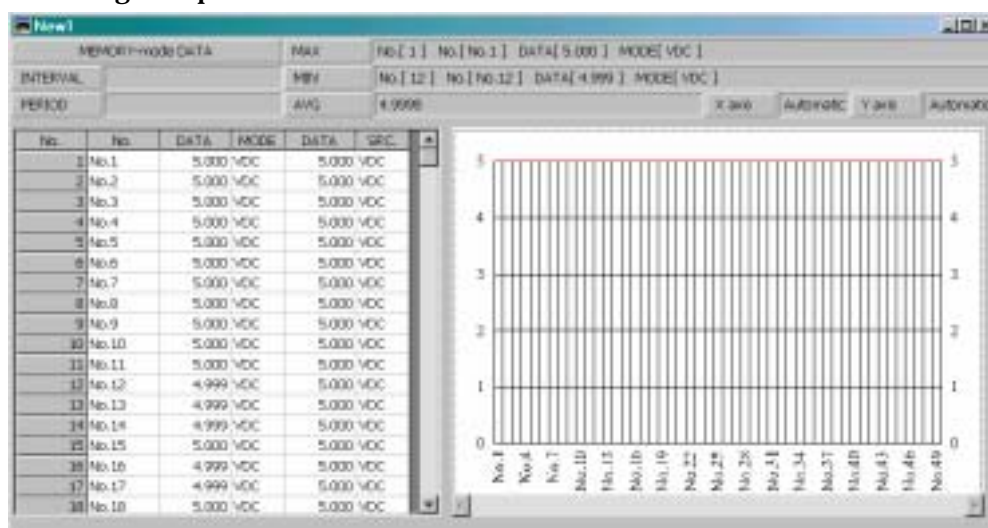 New1
MEMORY-mode DATA MAX No.[ 1 ] No.[ No.1 ] DATA[ 5.000 ] MODE[ VDC ]
INTERVAL MIN No.[ 12 ] No.[ No.12 ] DATA[ 4.999 ] MODE[ VDC ]
PERIOD AVG 4.9998 X axis Automatic Y axis Automatic
No. No. DATA MODE DATA SRC.
1 No.1 5.000 VDC 5.000 VDC
2 No.2 5.000 VDC 5.000 VDC
3 No.3 5.000 VDC 5.000 VDC
4 No.4 5.000 VDC 5.000 VDC
5 No.5 5.000 VDC 5.000 VDC
6 No.6 5.000 VDC 5.000 VDC
7 No.7 5.000 VDC 5.000 VDC
8 No.8 5.000 VDC 5.000 VDC
9 No.9 5.000 VDC 5.000 VDC
10 No.10 5.000 VDC 5.000 VDC
11 No.11 5.000 VDC 5.000 VDC
12 No.12 4.999 VDC 5.000 VDC
13 No.13 4.999 VDC 5.000 VDC
14 No.14 4.999 VDC 5.000 VDC
15 No.15 5.000 VDC 5.000 VDC
16 No.16 4.999 VDC 5.000 VDC
17 No.17 4.999 VDC 5.000 VDC
18 No.18 5.000 VDC 5.000 VDC
5 5
4 4
3 3
2 2
1 1
0 0
No.1 No.4 No.7 No.10 No.13 No.16 No.19 No.22 No.25 No.28 No.31 No.34 No.37 No.40 No.43 No.46 No.49